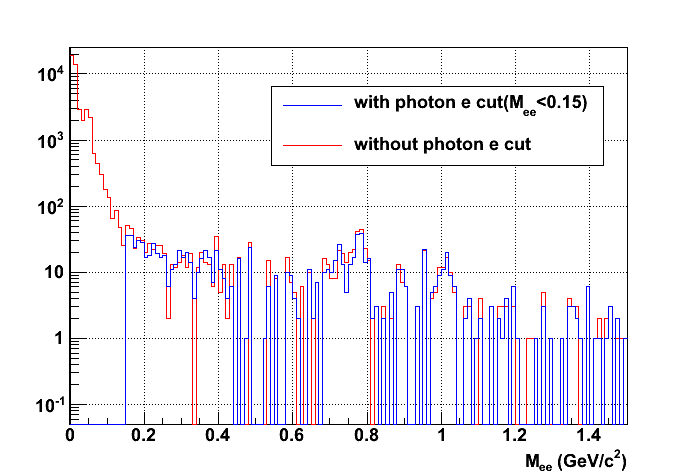 10⁴
10³
10²
10
1
10⁻¹
with photon e cut(Mₑₑ<0.15)
without photon e cut
0 0.2 0.4 0.6 0.8 1 1.2 1.4
Mₑₑ (GeV/c²)